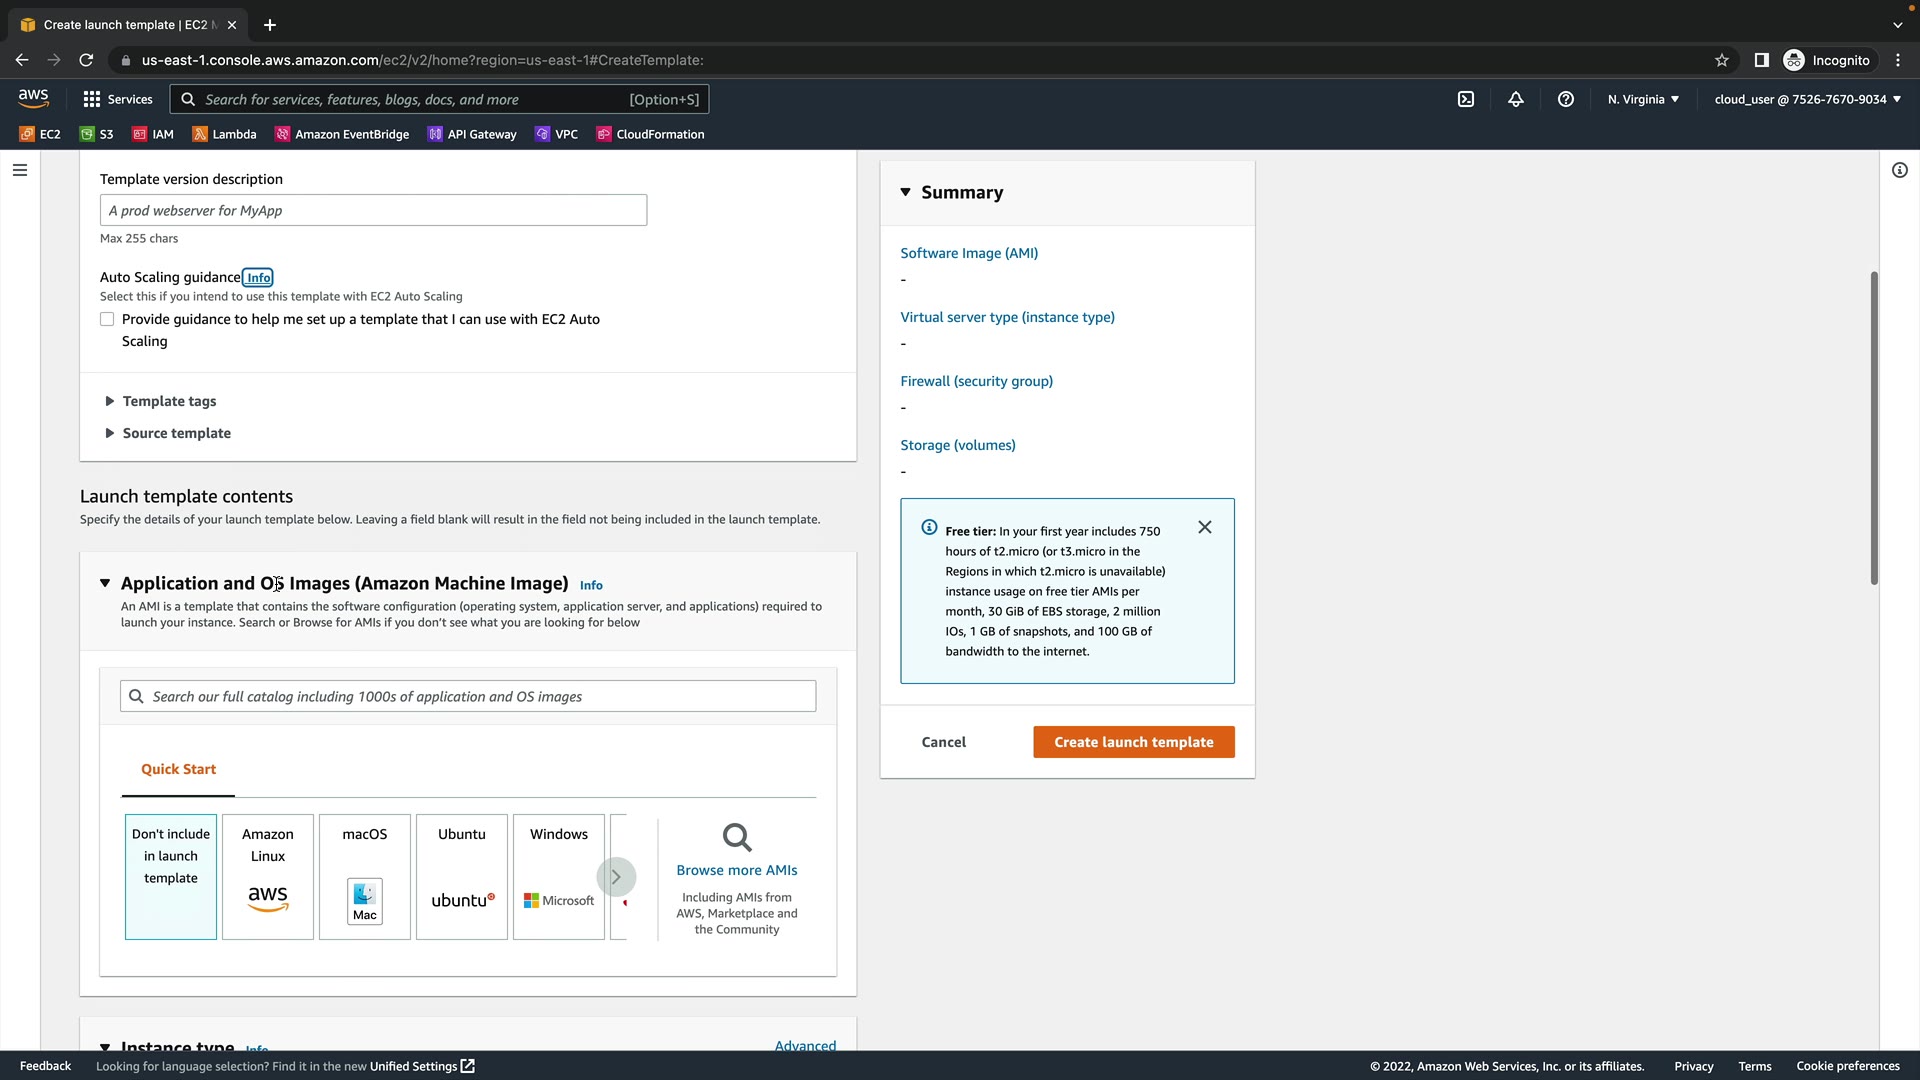 Create launch template | EC2 M
us-east-1.console.aws.amazon.com/ec2/v2/home?region=us-east-1#CreateTemplate:
Incognito
aws
Services
Search for services, features, blogs, docs, and more
[Option+S]
N. Virginia
cloud_user @ 7526-7670-9034
EC2
S3
IAM
Lambda
Amazon EventBridge
API Gateway
VPC
CloudFormation
Template version description
A prod webserver for MyApp
Max 255 chars
Auto Scaling guidance Info
Select this if you intend to use this template with EC2 Auto Scaling
Provide guidance to help me set up a template that I can use with EC2 Auto
Scaling
Template tags
Source template
Launch template contents
Specify the details of your launch template below. Leaving a field blank will result in the field not being included in the launch template.
Application and OS Images (Amazon Machine Image) Info
An AMI is a template that contains the software configuration (operating system, application server, and applications) required to
launch your instance. Search or Browse for AMIs if you don't see what you are looking for below
Search our full catalog including 1000s of application and OS images
Quick Start
Don't include
in launch
template
Amazon
Linux
aws
macOS
Mac
Ubuntu
ubuntu
Windows
Microsoft
Browse more AMIs
Including AMIs from
AWS, Marketplace and
the Community
Instance type Info
Advanced
Summary
Software Image (AMI)
-
Virtual server type (instance type)
-
Firewall (security group)
-
Storage (volumes)
-
Free tier: In your first year includes 750
hours of t2.micro (or t3.micro in the
Regions in which t2.micro is unavailable)
instance usage on free tier AMIs per
month, 30 GiB of EBS storage, 2 million
IOs, 1 GB of snapshots, and 100 GB of
bandwidth to the internet.
Cancel
Create launch template
Feedback
Looking for language selection? Find it in the new Unified Settings
© 2022, Amazon Web Services, Inc. or its affiliates.
Privacy
Terms
Cookie preferences